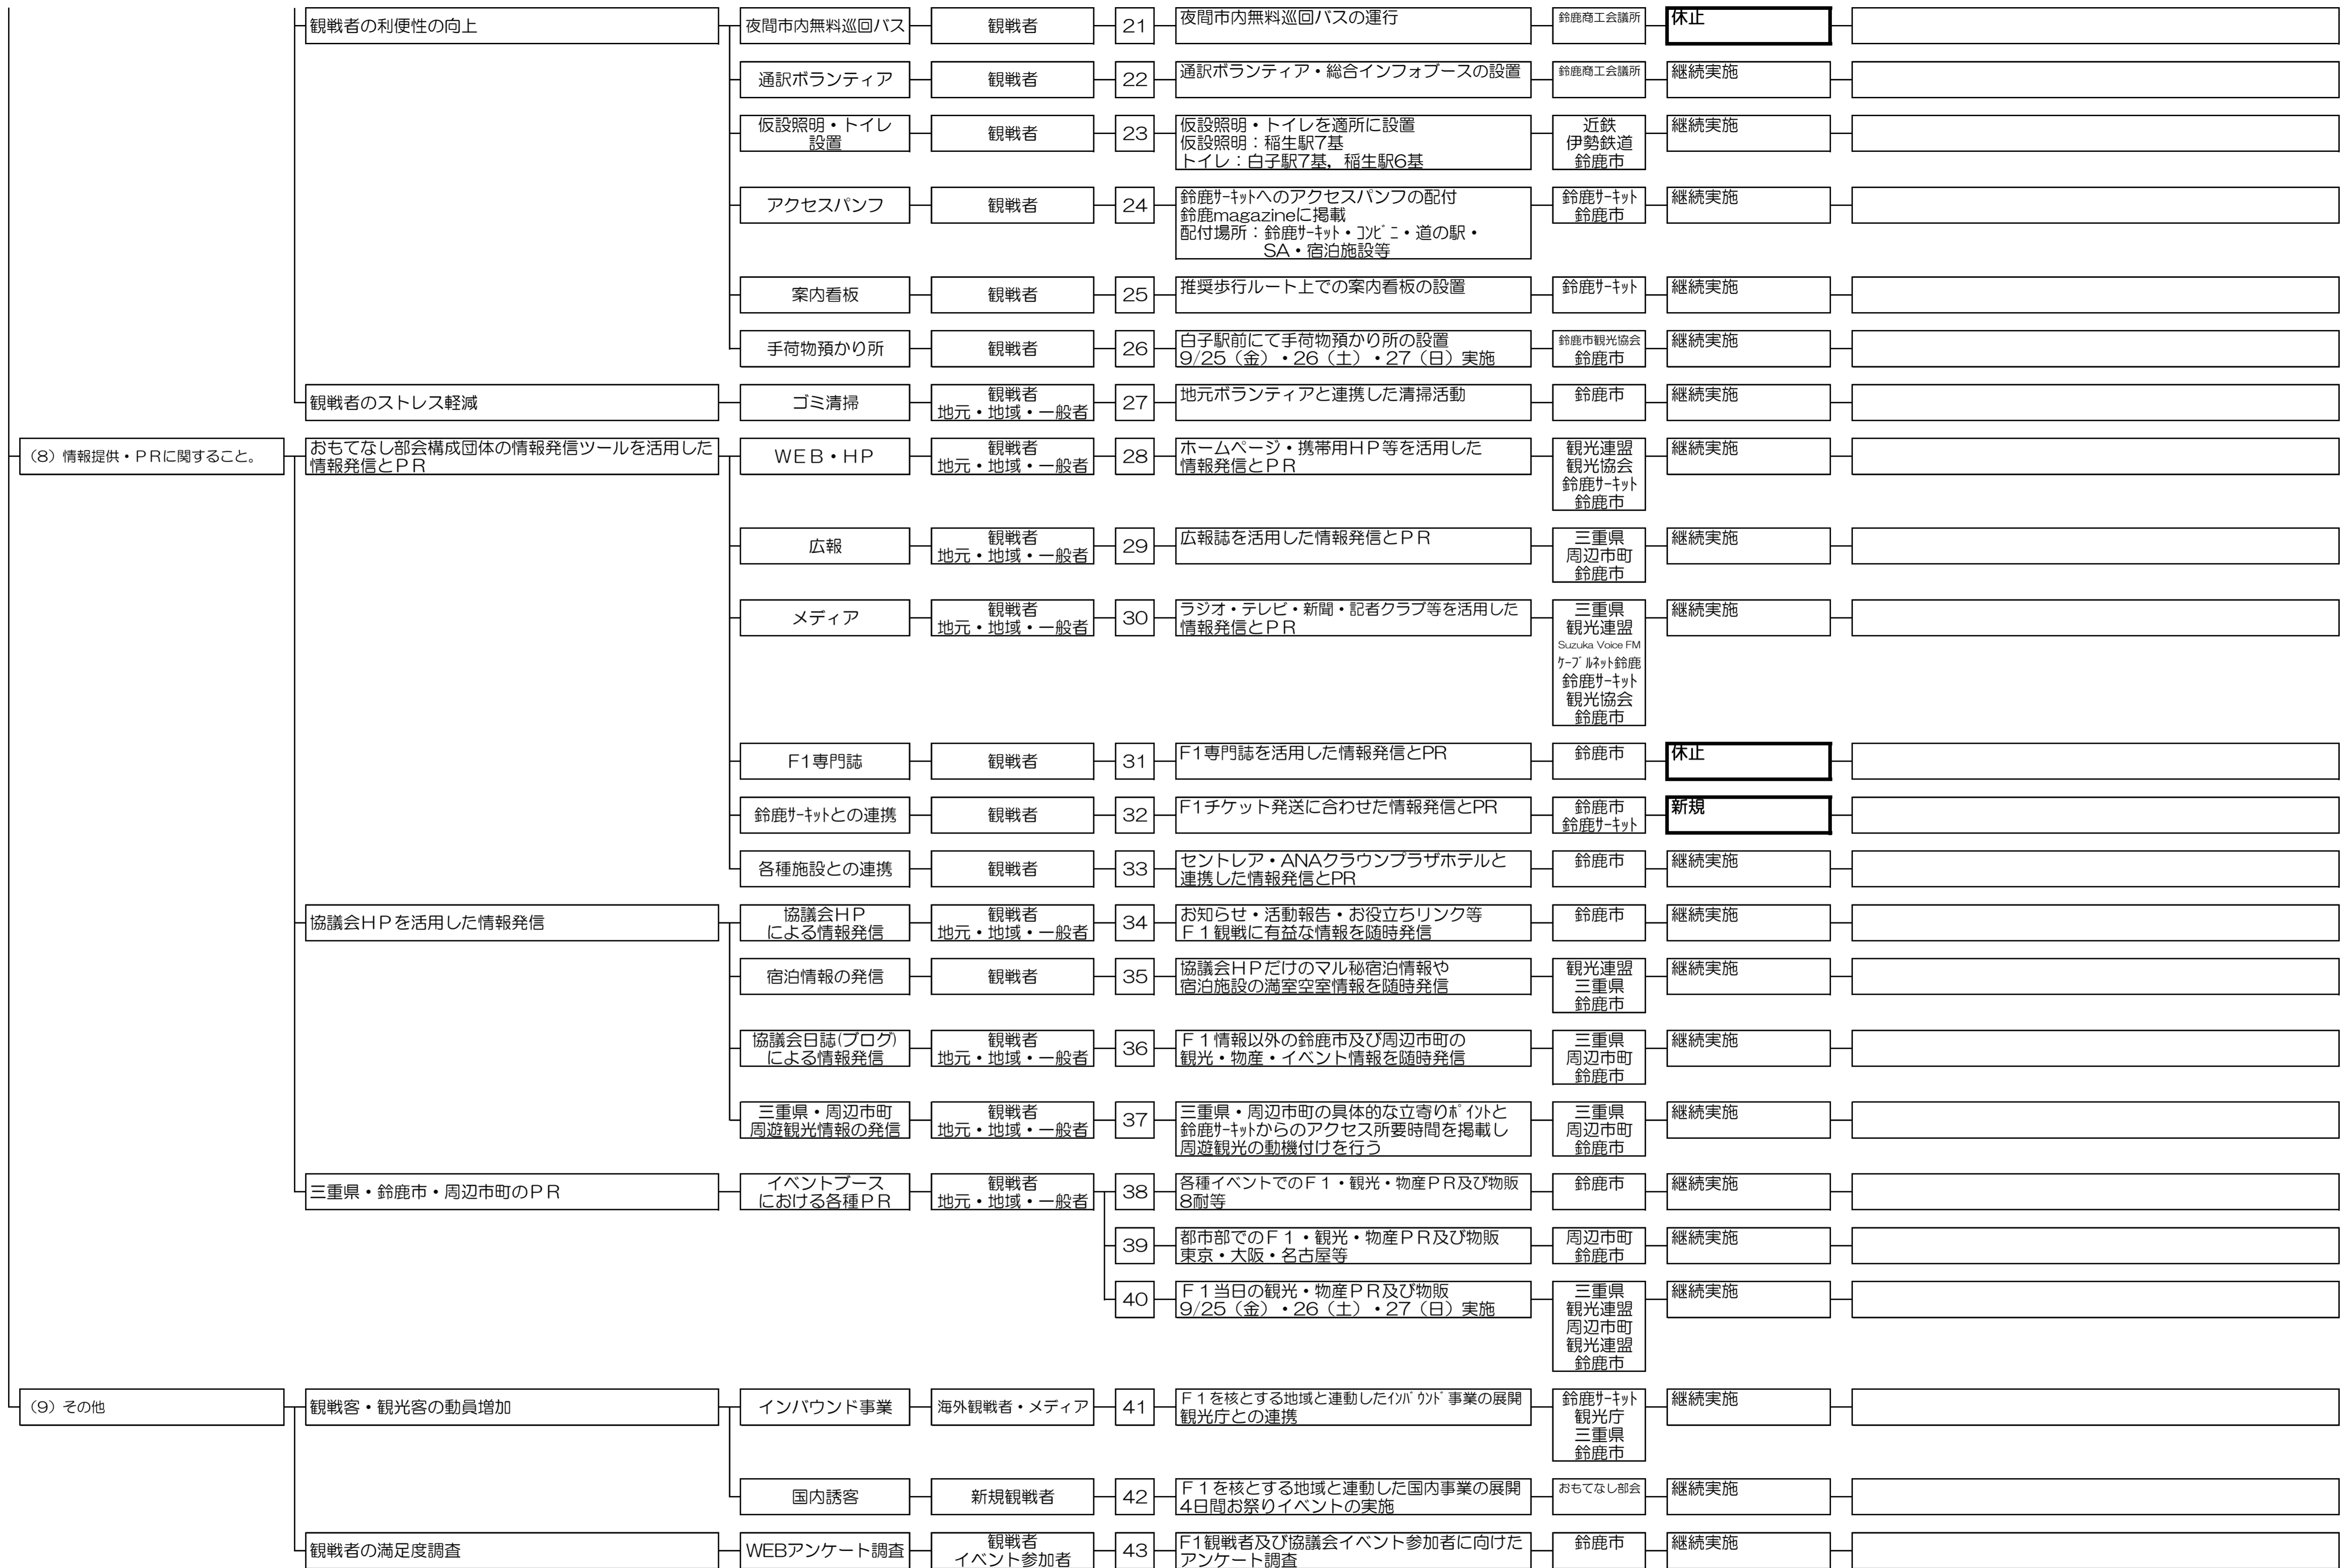 観戦者の利便性の向上
夜間市内無料巡回バス
観戦者
21
夜間市内無料巡回バスの運行
鈴鹿商工会議所
休止
通訳ボランティア
観戦者
22
通訳ボランティア・総合インフォブースの設置
鈴鹿商工会議所
継続実施
仮設照明・トイレ
設置
観戦者
23
仮設照明・トイレを適所に設置
仮設照明：稲生駅7基
トイレ：白子駅7基，稲生駅6基
近鉄
伊勢鉄道
鈴鹿市
継続実施
アクセスパンフ
観戦者
24
鈴鹿ｻｰｷｯﾄへのアクセスパンフの配付
鈴鹿magazineに掲載
配付場所：鈴鹿ｻｰｷｯﾄ・ｺﾝﾋﾞﾆ・道の駅・
SA・宿泊施設等
鈴鹿ｻｰｷｯﾄ
鈴鹿市
継続実施
案内看板
観戦者
25
推奨歩行ルート上での案内看板の設置
鈴鹿ｻｰｷｯﾄ
継続実施
手荷物預かり所
観戦者
26
白子駅前にて手荷物預かり所の設置
9/25（金）・26（土）・27（日）実施
鈴鹿市観光協会
鈴鹿市
継続実施
観戦者のストレス軽減
ゴミ清掃
観戦者
地元・地域・一般者
27
地元ボランティアと連携した清掃活動
鈴鹿市
継続実施
（8）情報提供・ＰＲに関すること。
おもてなし部会構成団体の情報発信ツールを活用した
情報発信とＰＲ
ＷＥＢ・ＨＰ
観戦者
地元・地域・一般者
28
ホームページ・携帯用ＨＰ等を活用した
情報発信とＰＲ
観光連盟
観光協会
鈴鹿ｻｰｷｯﾄ
鈴鹿市
継続実施
広報
観戦者
地元・地域・一般者
29
広報誌を活用した情報発信とＰＲ
三重県
周辺市町
鈴鹿市
継続実施
メディア
観戦者
地元・地域・一般者
30
ラジオ・テレビ・新聞・記者クラブ等を活用した
情報発信とＰＲ
三重県
観光連盟
Suzuka Voice FM
ｹｰﾌﾞﾙﾈｯﾄ鈴鹿
鈴鹿ｻｰｷｯﾄ
観光協会
鈴鹿市
継続実施
F1専門誌
観戦者
31
F1専門誌を活用した情報発信とPR
鈴鹿市
休止
鈴鹿ｻｰｷｯﾄとの連携
観戦者
32
F1チケット発送に合わせた情報発信とPR
鈴鹿市
鈴鹿ｻｰｷｯﾄ
新規
各種施設との連携
観戦者
33
セントレア・ANAクラウンプラザホテルと
連携した情報発信とPR
鈴鹿市
継続実施
協議会ＨＰを活用した情報発信
協議会ＨＰ
による情報発信
観戦者
地元・地域・一般者
34
お知らせ・活動報告・お役立ちリンク等
Ｆ１観戦に有益な情報を随時発信
鈴鹿市
継続実施
宿泊情報の発信
観戦者
35
協議会ＨＰだけのマル秘宿泊情報や
宿泊施設の満室空室情報を随時発信
観光連盟
三重県
鈴鹿市
継続実施
協議会日誌(ブログ)
による情報発信
観戦者
地元・地域・一般者
36
Ｆ１情報以外の鈴鹿市及び周辺市町の
観光・物産・イベント情報を随時発信
三重県
周辺市町
鈴鹿市
継続実施
三重県・周辺市町
周遊観光情報の発信
観戦者
地元・地域・一般者
37
三重県・周辺市町の具体的な立寄りﾎﾟｲﾝﾄと
鈴鹿ｻｰｷｯﾄからのアクセス所要時間を掲載し
周遊観光の動機付けを行う
三重県
周辺市町
鈴鹿市
継続実施
三重県・鈴鹿市・周辺市町のＰＲ
イベントブース
における各種ＰＲ
観戦者
地元・地域・一般者
38
各種イベントでのＦ１・観光・物産ＰＲ及び物販
8耐等
鈴鹿市
継続実施
39
都市部でのＦ１・観光・物産ＰＲ及び物販
東京・大阪・名古屋等
周辺市町
鈴鹿市
継続実施
40
Ｆ１当日の観光・物産ＰＲ及び物販
9/25（金）・26（土）・27（日）実施
三重県
観光連盟
周辺市町
観光連盟
鈴鹿市
継続実施
（9）その他
観戦客・観光客の動員増加
インバウンド事業
海外観戦者・メディア
41
Ｆ１を核とする地域と連動したｲﾝﾊﾞｳﾝﾄﾞ事業の展開
観光庁との連携
鈴鹿ｻｰｷｯﾄ
観光庁
三重県
鈴鹿市
継続実施
国内誘客
新規観戦者
42
Ｆ１を核とする地域と連動した国内事業の展開
4日間お祭りイベントの実施
おもてなし部会
継続実施
観戦者の満足度調査
WEBアンケート調査
観戦者
イベント参加者
43
F1観戦者及び協議会イベント参加者に向けた
アンケート調査
鈴鹿市
継続実施